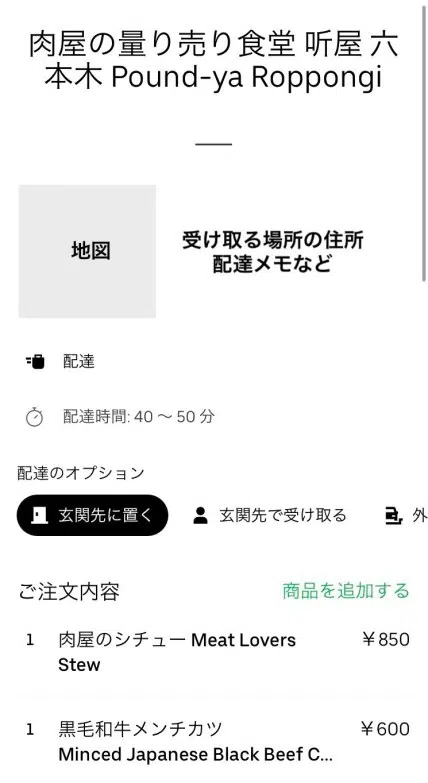 肉屋の量り売り食堂 听屋 六
本木 Pound-ya Roppongi
地図
受け取る場所の住所
配達メモなど
配達
配達時間: 40 〜 50 分
配達のオプション
玄関先に置く 玄関先で受け取る 外
ご注文内容 商品を追加する
1 肉屋のシチュー Meat Lovers ￥850
Stew
1 黒毛和牛メンチカツ ￥600
Minced Japanese Black Beef C...